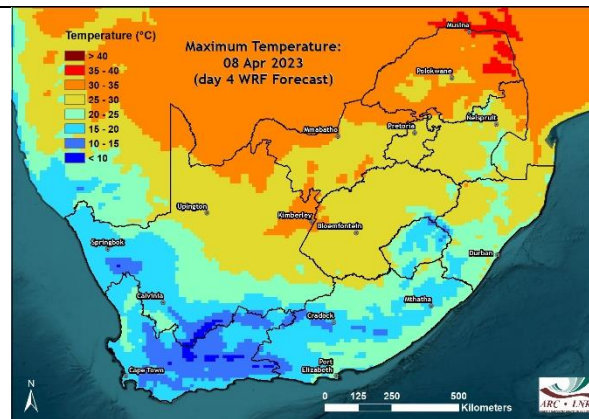 Temperature (°C)
> 40
35 - 40
30 - 35
25 - 30
20 - 25
15 - 20
10 - 15
< 10
Maximum Temperature:
08 Apr 2023
(day 4 WRF Forecast)
Musina
Polokwane
Nelspruit
Pretoria
Mmabatho
Upington
Kimberley
Bloemfontein
Springbok
Durban
Mthatha
Calvinia
Cradock
Port
Elizabeth
Cape Town
N
0 125 250 500
Kilometers
ARC • LNR